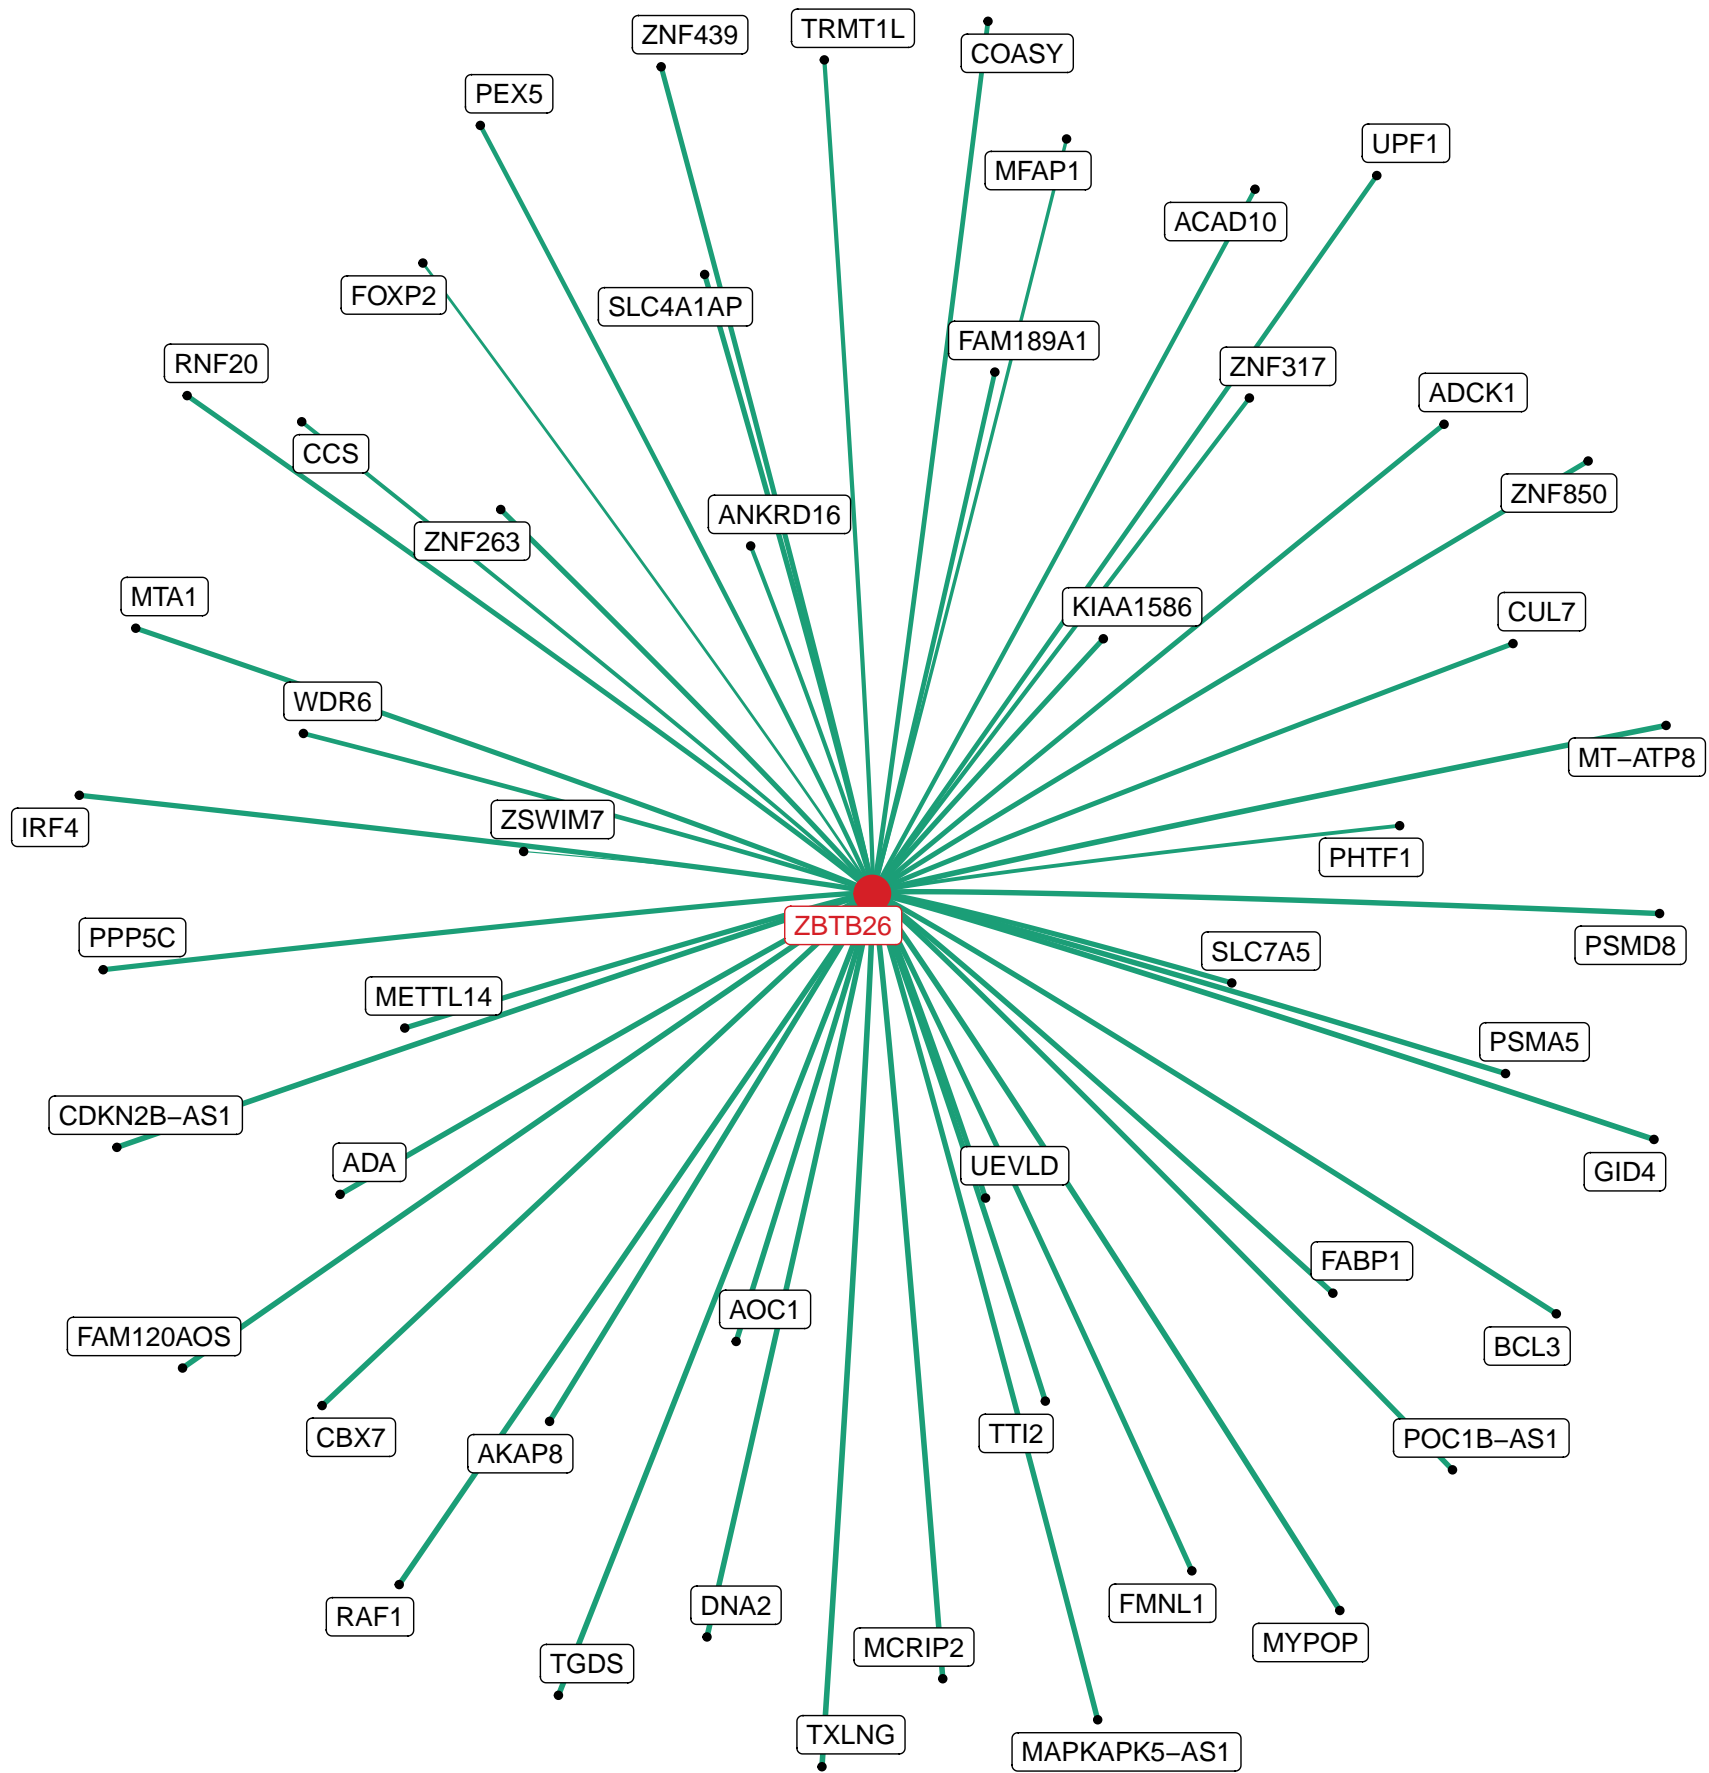 TRMT1L
ZNF439
COASY
PEX5
UPF1
MFAP1
ACAD10
FOXP2
SLC4A1AP
FAM189A1
RNF20
ZNF317
ADCK1
CCS
ZNF850
ANKRD16
ZNF263
MTA1
KIAA1586
CUL7
WDR6
MT−ATP8
ZSWIM7
IRF4
PHTF1
ZBTB26
PPP5C
PSMD8
SLC7A5
METTL14
PSMA5
CDKN2B−AS1
ADA
UEVLD
GID4
FABP1
AOC1
FAM120AOS
BCL3
TTI2
CBX7
POC1B−AS1
AKAP8
FMNL1
DNA2
RAF1
MYPOP
MCRIP2
TGDS
TXLNG
MAPKAPK5−AS1